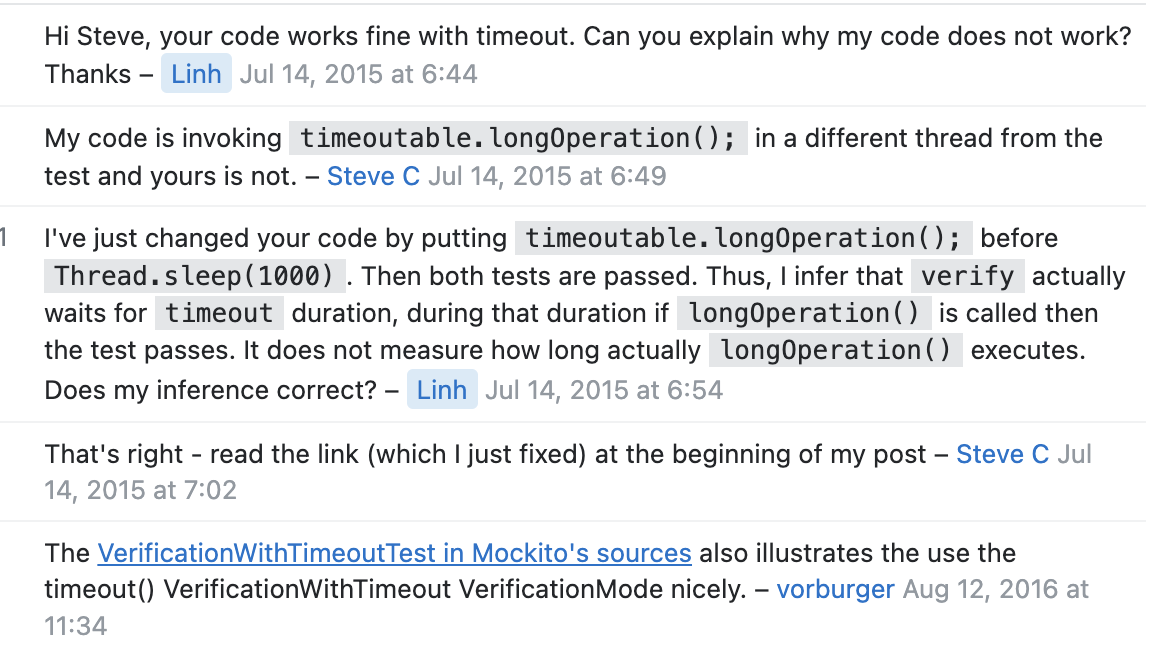 Hi Steve, your code works fine with timeout. Can you explain why my code does not work?
Thanks – Linh Jul 14, 2015 at 6:44
My code is invoking timeoutable.longOperation(); in a different thread from the
test and yours is not. – Steve C Jul 14, 2015 at 6:49
1 I've just changed your code by putting timeoutable.longOperation(); before
Thread.sleep(1000) . Then both tests are passed. Thus, I infer that verify actually
waits for timeout duration, during that duration if longOperation() is called then
the test passes. It does not measure how long actually longOperation() executes.
Does my inference correct? – Linh Jul 14, 2015 at 6:54
That's right - read the link (which I just fixed) at the beginning of my post – Steve C Jul
14, 2015 at 7:02
The VerificationWithTimeoutTest in Mockito's sources also illustrates the use the
timeout() VerificationWithTimeout VerificationMode nicely. – vorburger Aug 12, 2016 at
11:34